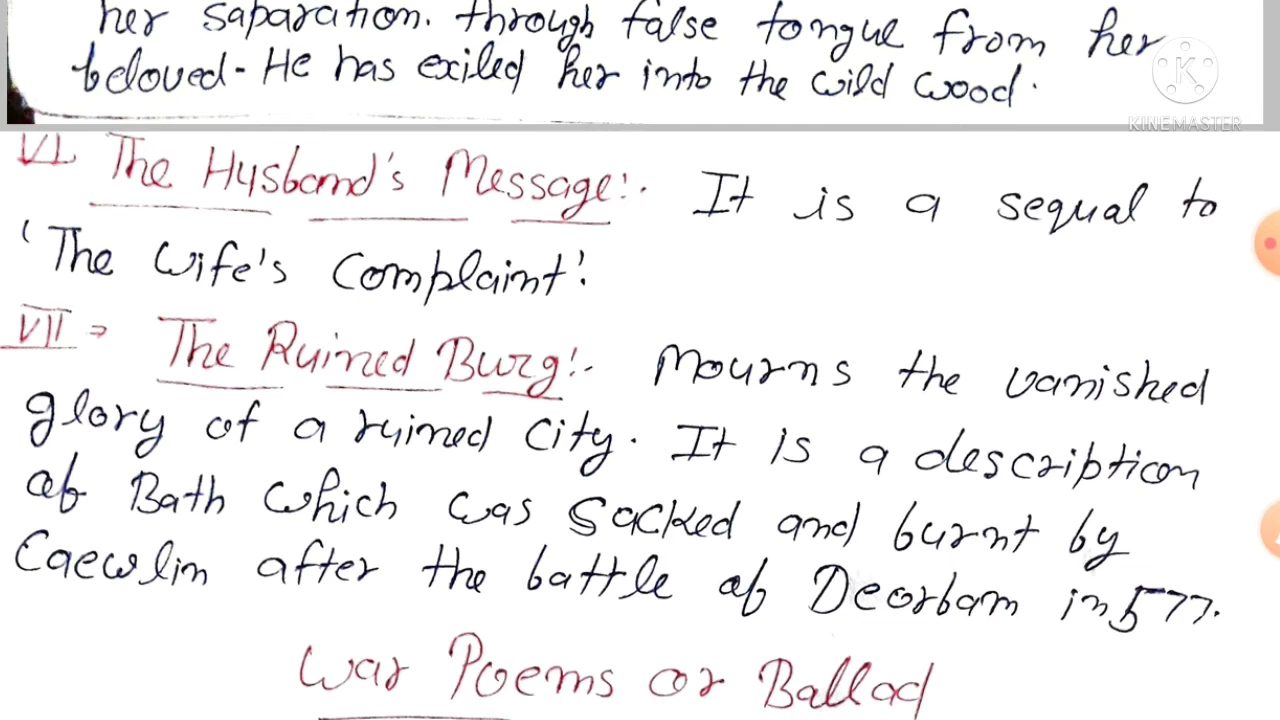 her saparation. through false tongue from her
beloved - He has exiled her into the wild wood.
KINEMASTER
VI. The Husband's Message:- It is a sequal to
'The Wife's Complaint'.
VII → The Ruined Burg:- Mourns the vanished
glory of a ruined city. It is a description
of Bath which was sacked and burnt by
Caewlin after the battle of Deorbam in 577.
War Poems or Ballad